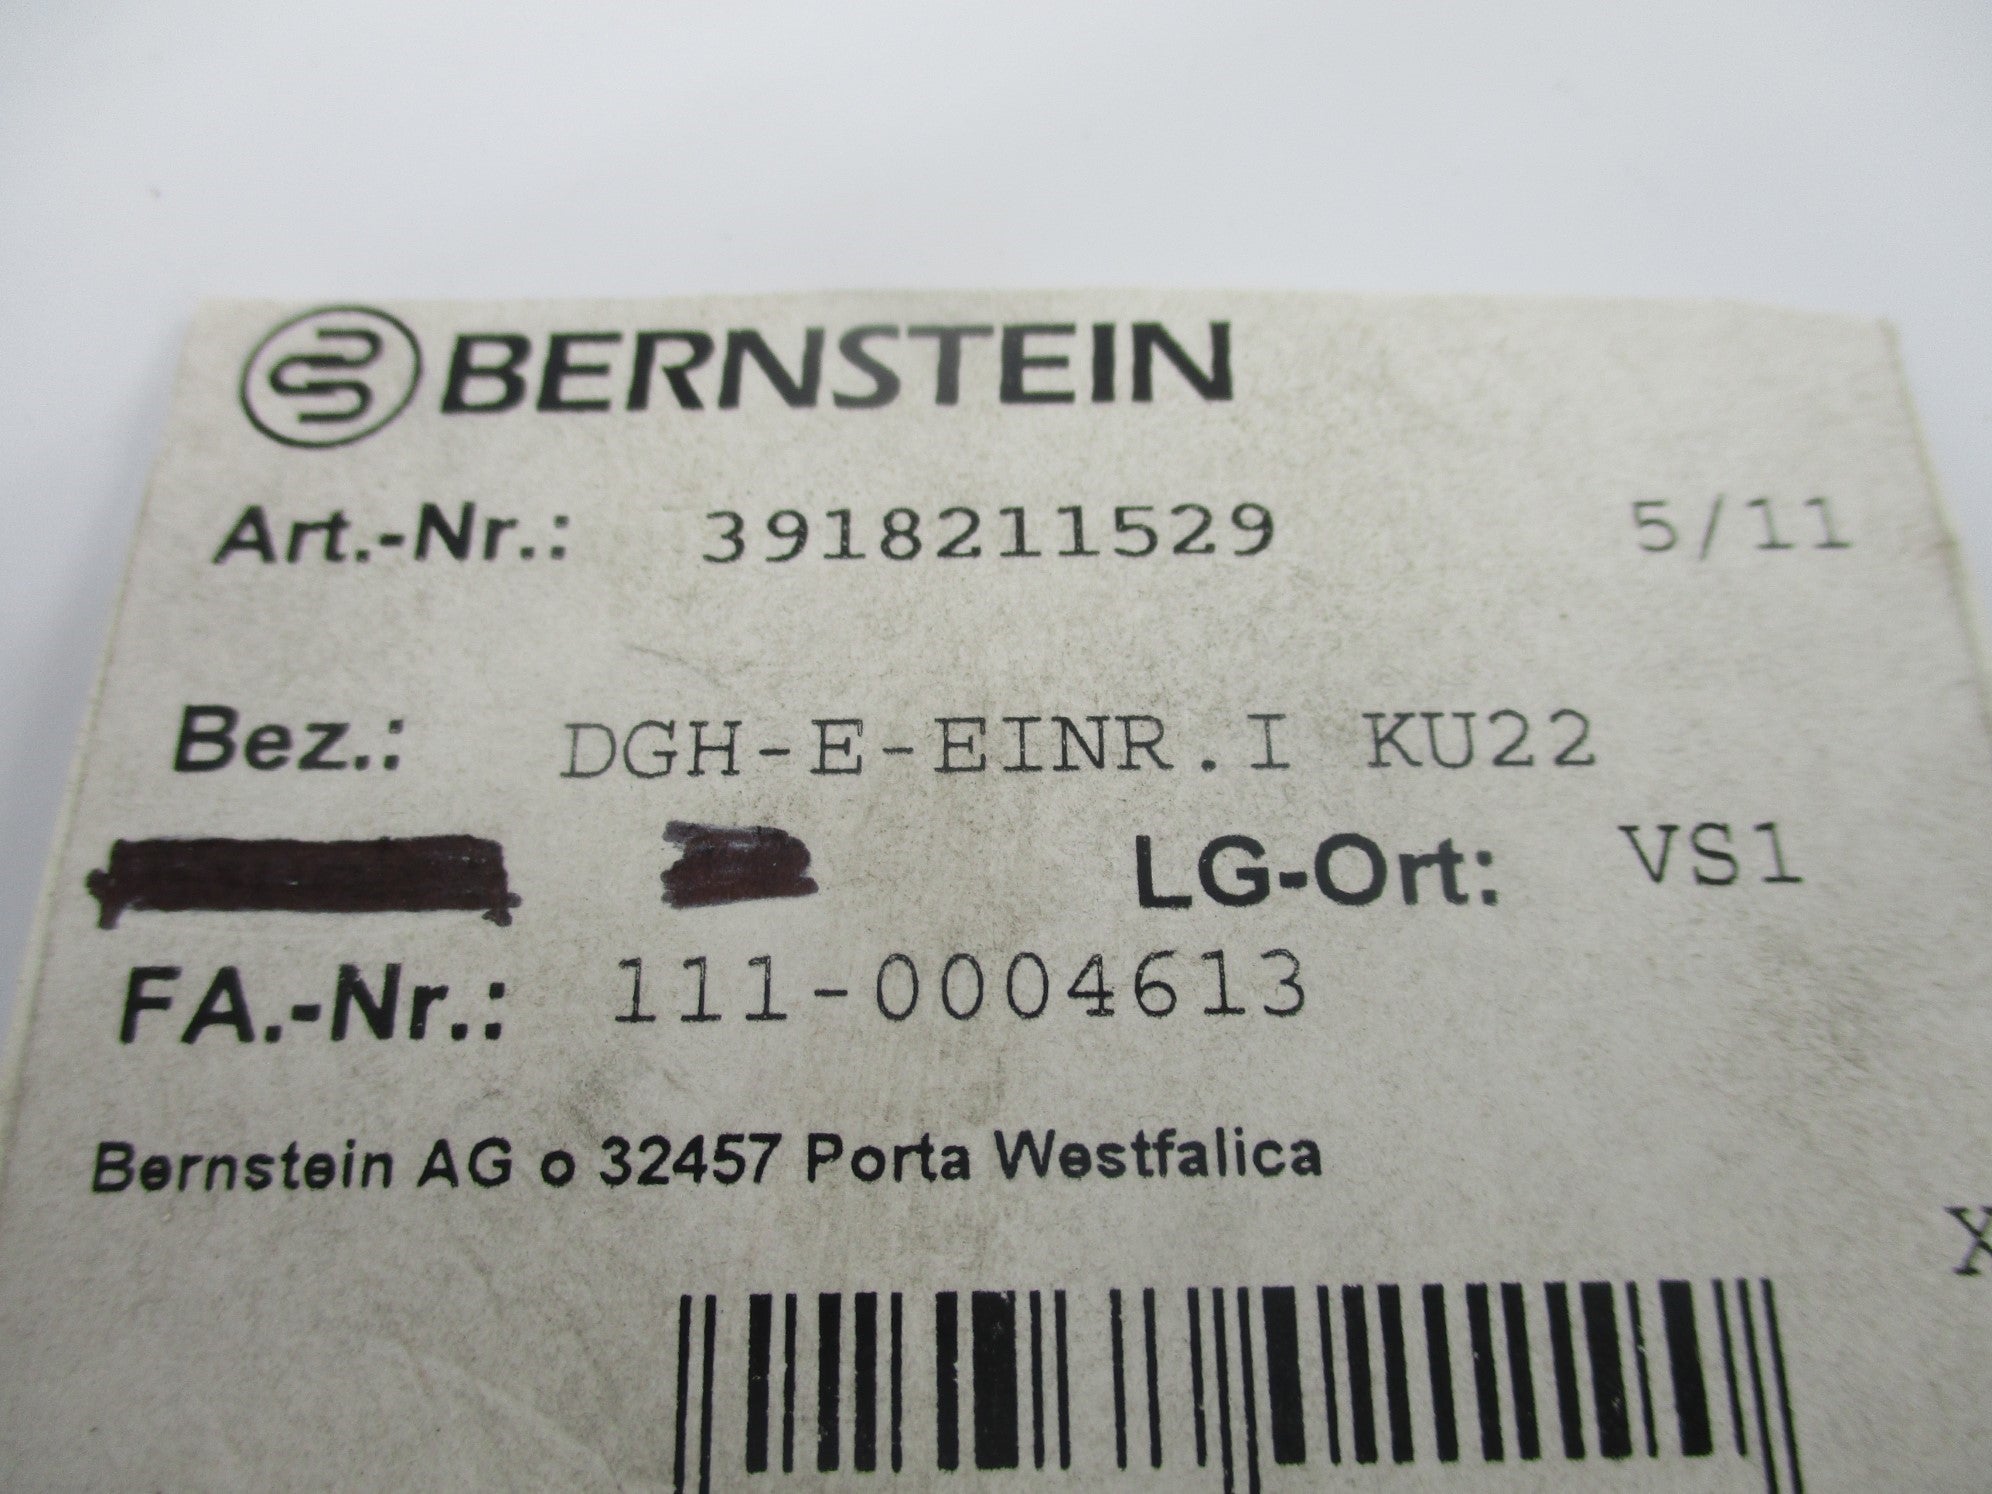 BERNSTEIN
Art.-Nr.: 3918211529 5/11
Bez.: DGH-E-EINR.I KU22
LG-Ort: VS1
FA.-Nr.: 111-0004613
Bernstein AG o 32457 Porta Westfalica
X